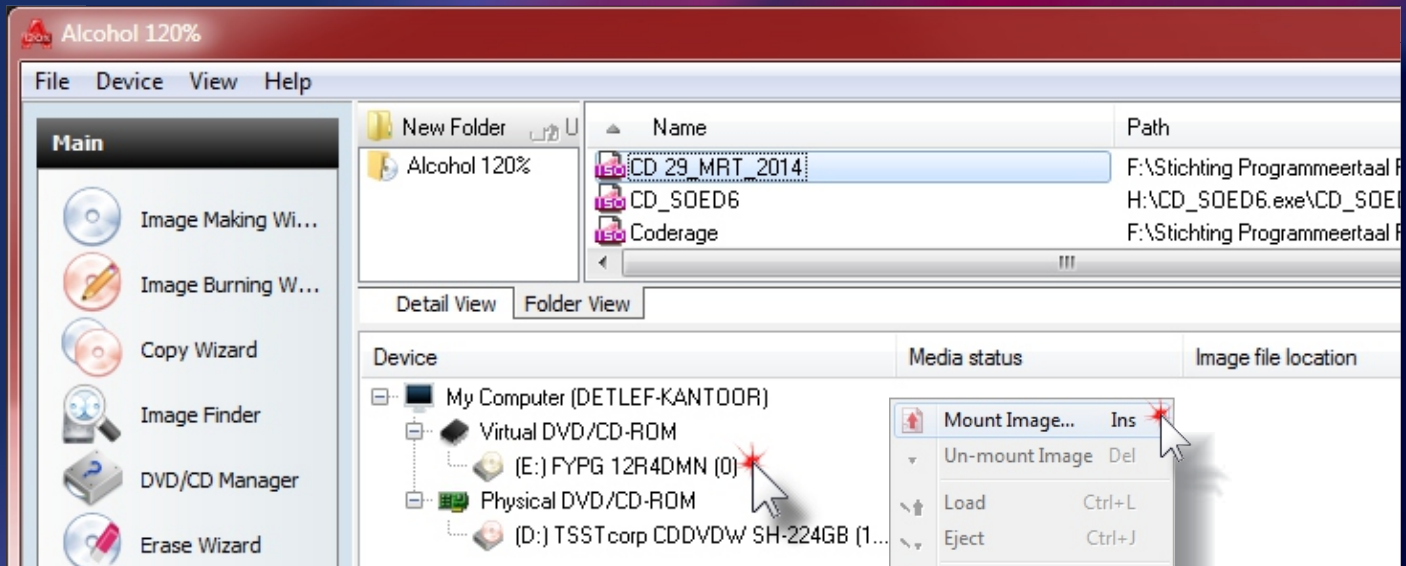 Alcohol 120%
File Device View Help
Main
Image Making Wi...
Image Burning W...
Copy Wizard
Image Finder
DVD/CD Manager
Erase Wizard
New Folder U
Alcohol 120%
Name Path
CD 29_MRT_2014 F:\Stichting Programmeertaal
CD_SOED6 H:\CD_SOED6.exe\CD_SOED
Coderage F:\Stichting Programmeertaal
Detail View Folder View
Device Media status Image file location
My Computer (DETLEF-KANTOOR)
Virtual DVD/CD-ROM
(E:) FYPG 12R4DMN (0)
Physical DVD/CD-ROM
(D:) TSSTcorp CDDVDW SH-224GB (1...
Mount Image... Ins
Un-mount Image Del
Load Ctrl+L
Eject Ctrl+J